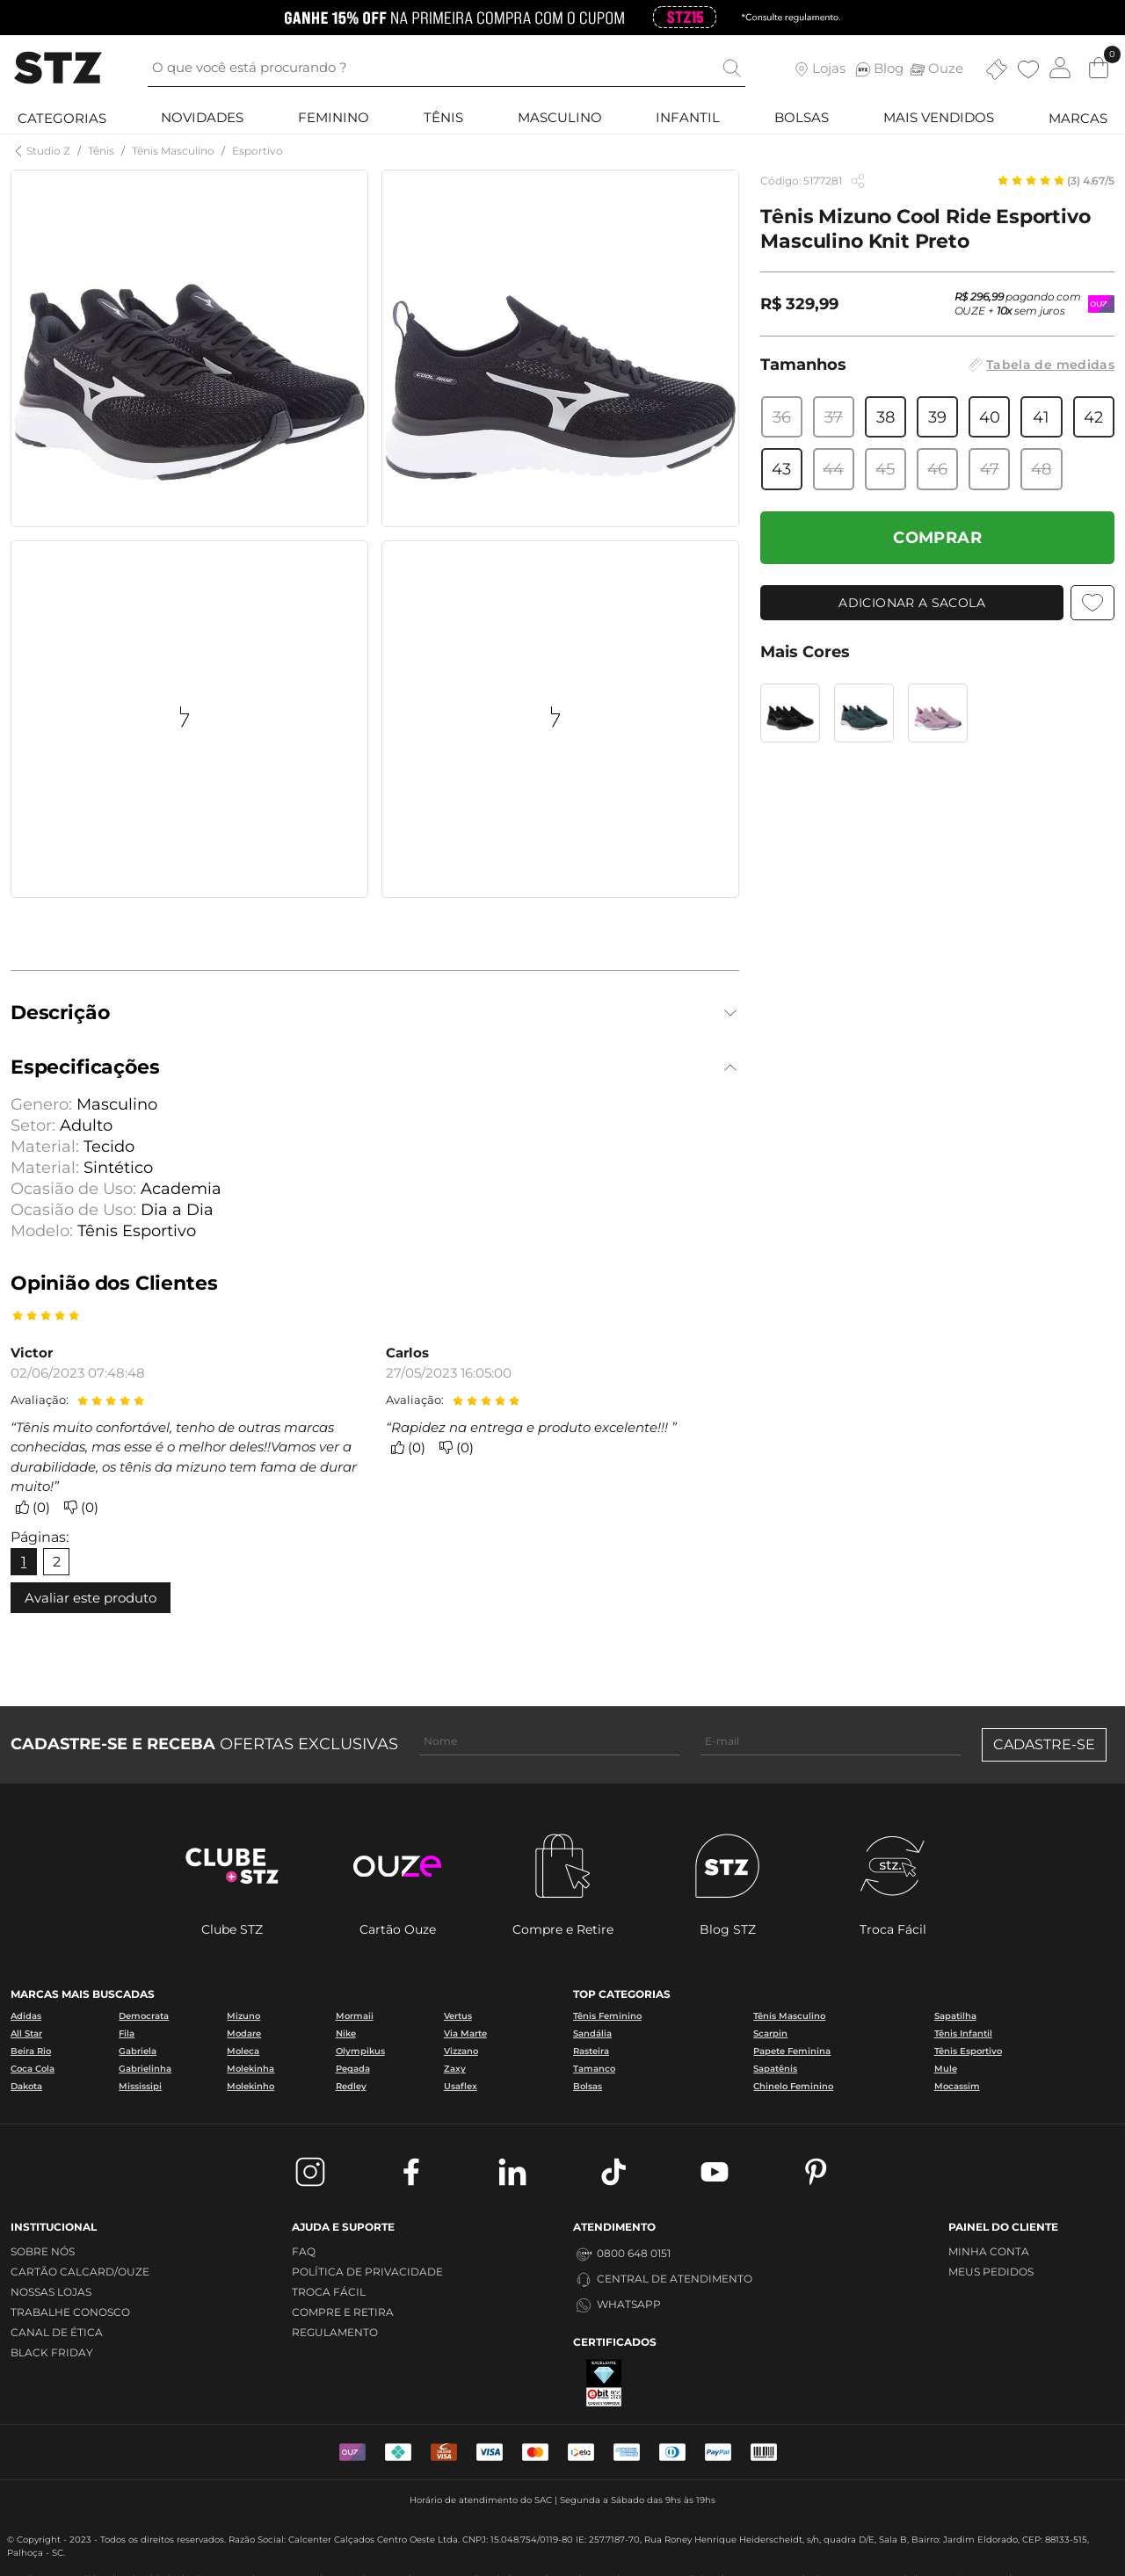 GANHE 15% OFF NA PRIMEIRA COMPRA COM O CUPOM STZ15 *Consulte regulamento.
STZ
O que você está procurando ?
Lojas
STZ
Blog
Ouze
0
CATEGORIAS NOVIDADES FEMININO TÊNIS MASCULINO INFANTIL BOLSAS MAIS VENDIDOS MARCAS
Studio Z / Tênis / Tênis Masculino / Esportivo
Código: 5177281
(3) 4.67/5
Tênis Mizuno Cool Ride Esportivo
Masculino Knit Preto
R$ 329,99
R$ 296,99 pagando com
OUZE + 10x sem juros
COOL RIDE
Tamanhos
Tabela de medidas
36 37 38 39 40 41 42
43 44 45 46 47 48
COMPRAR
ADICIONAR A SACOLA
Mais Cores
Descrição
Especificações
Genero: Masculino
Setor: Adulto
Material: Tecido
Material: Sintético
Ocasião de Uso: Academia
Ocasião de Uso: Dia a Dia
Modelo: Tênis Esportivo
Opinião dos Clientes
Victor
02/06/2023 07:48:48
Avaliação:
“Tênis muito confortável, tenho de outras marcas
conhecidas, mas esse é o melhor deles!!Vamos ver a
durabilidade, os tênis da mizuno tem fama de durar
muito!”
(0) (0)
Carlos
27/05/2023 16:05:00
Avaliação:
“Rapidez na entrega e produto excelente!!! ”
(0) (0)
Páginas:
1 2
Avaliar este produto
CADASTRE-SE E RECEBA OFERTAS EXCLUSIVAS
Nome
E-mail
CADASTRE-SE
CLUBE
+STZ
ouze
STZ
stz.
Clube STZ
Cartão Ouze
Compre e Retire
Blog STZ
Troca Fácil
MARCAS MAIS BUSCADAS
Adidas Democrata Mizuno Mormaii Vertus
All Star Fila Modare Nike Via Marte
Beira Rio Gabriela Moleca Olympikus Vizzano
Coca Cola Gabrielinha Molekinha Pegada Zaxy
Dakota Mississipi Molekinho Redley Usaflex
TOP CATEGORIAS
Tênis Feminino Tênis Masculino Sapatilha
Sandália Scarpin Tênis Infantil
Rasteira Papete Feminina Tênis Esportivo
Tamanco Sapatênis Mule
Bolsas Chinelo Feminino Mocassim
INSTITUCIONAL
SOBRE NÓS
CARTÃO CALCARD/OUZE
NOSSAS LOJAS
TRABALHE CONOSCO
CANAL DE ÉTICA
BLACK FRIDAY
AJUDA E SUPORTE
FAQ
POLÍTICA DE PRIVACIDADE
TROCA FÁCIL
COMPRE E RETIRA
REGULAMENTO
ATENDIMENTO
0800 648 0151
CENTRAL DE ATENDIMENTO
WHATSAPP
CERTIFICADOS
EXCELENTE
ebit
PAINEL DO CLIENTE
MINHA CONTA
MEUS PEDIDOS
VISA
VISA
elo
PayPal
Horário de atendimento do SAC | Segunda a Sábado das 9hs às 19hs
© Copyright - 2023 - Todos os direitos reservados. Razão Social: Calcenter Calçados Centro Oeste Ltda. CNPJ: 15.048.754/0119-80 IE: 257.7187-70, Rua Roney Henrique Heiderscheidt, s/n, quadra D/E, Sala B, Bairro: Jardim Eldorado, CEP: 88133-515,
Palhoça - SC.